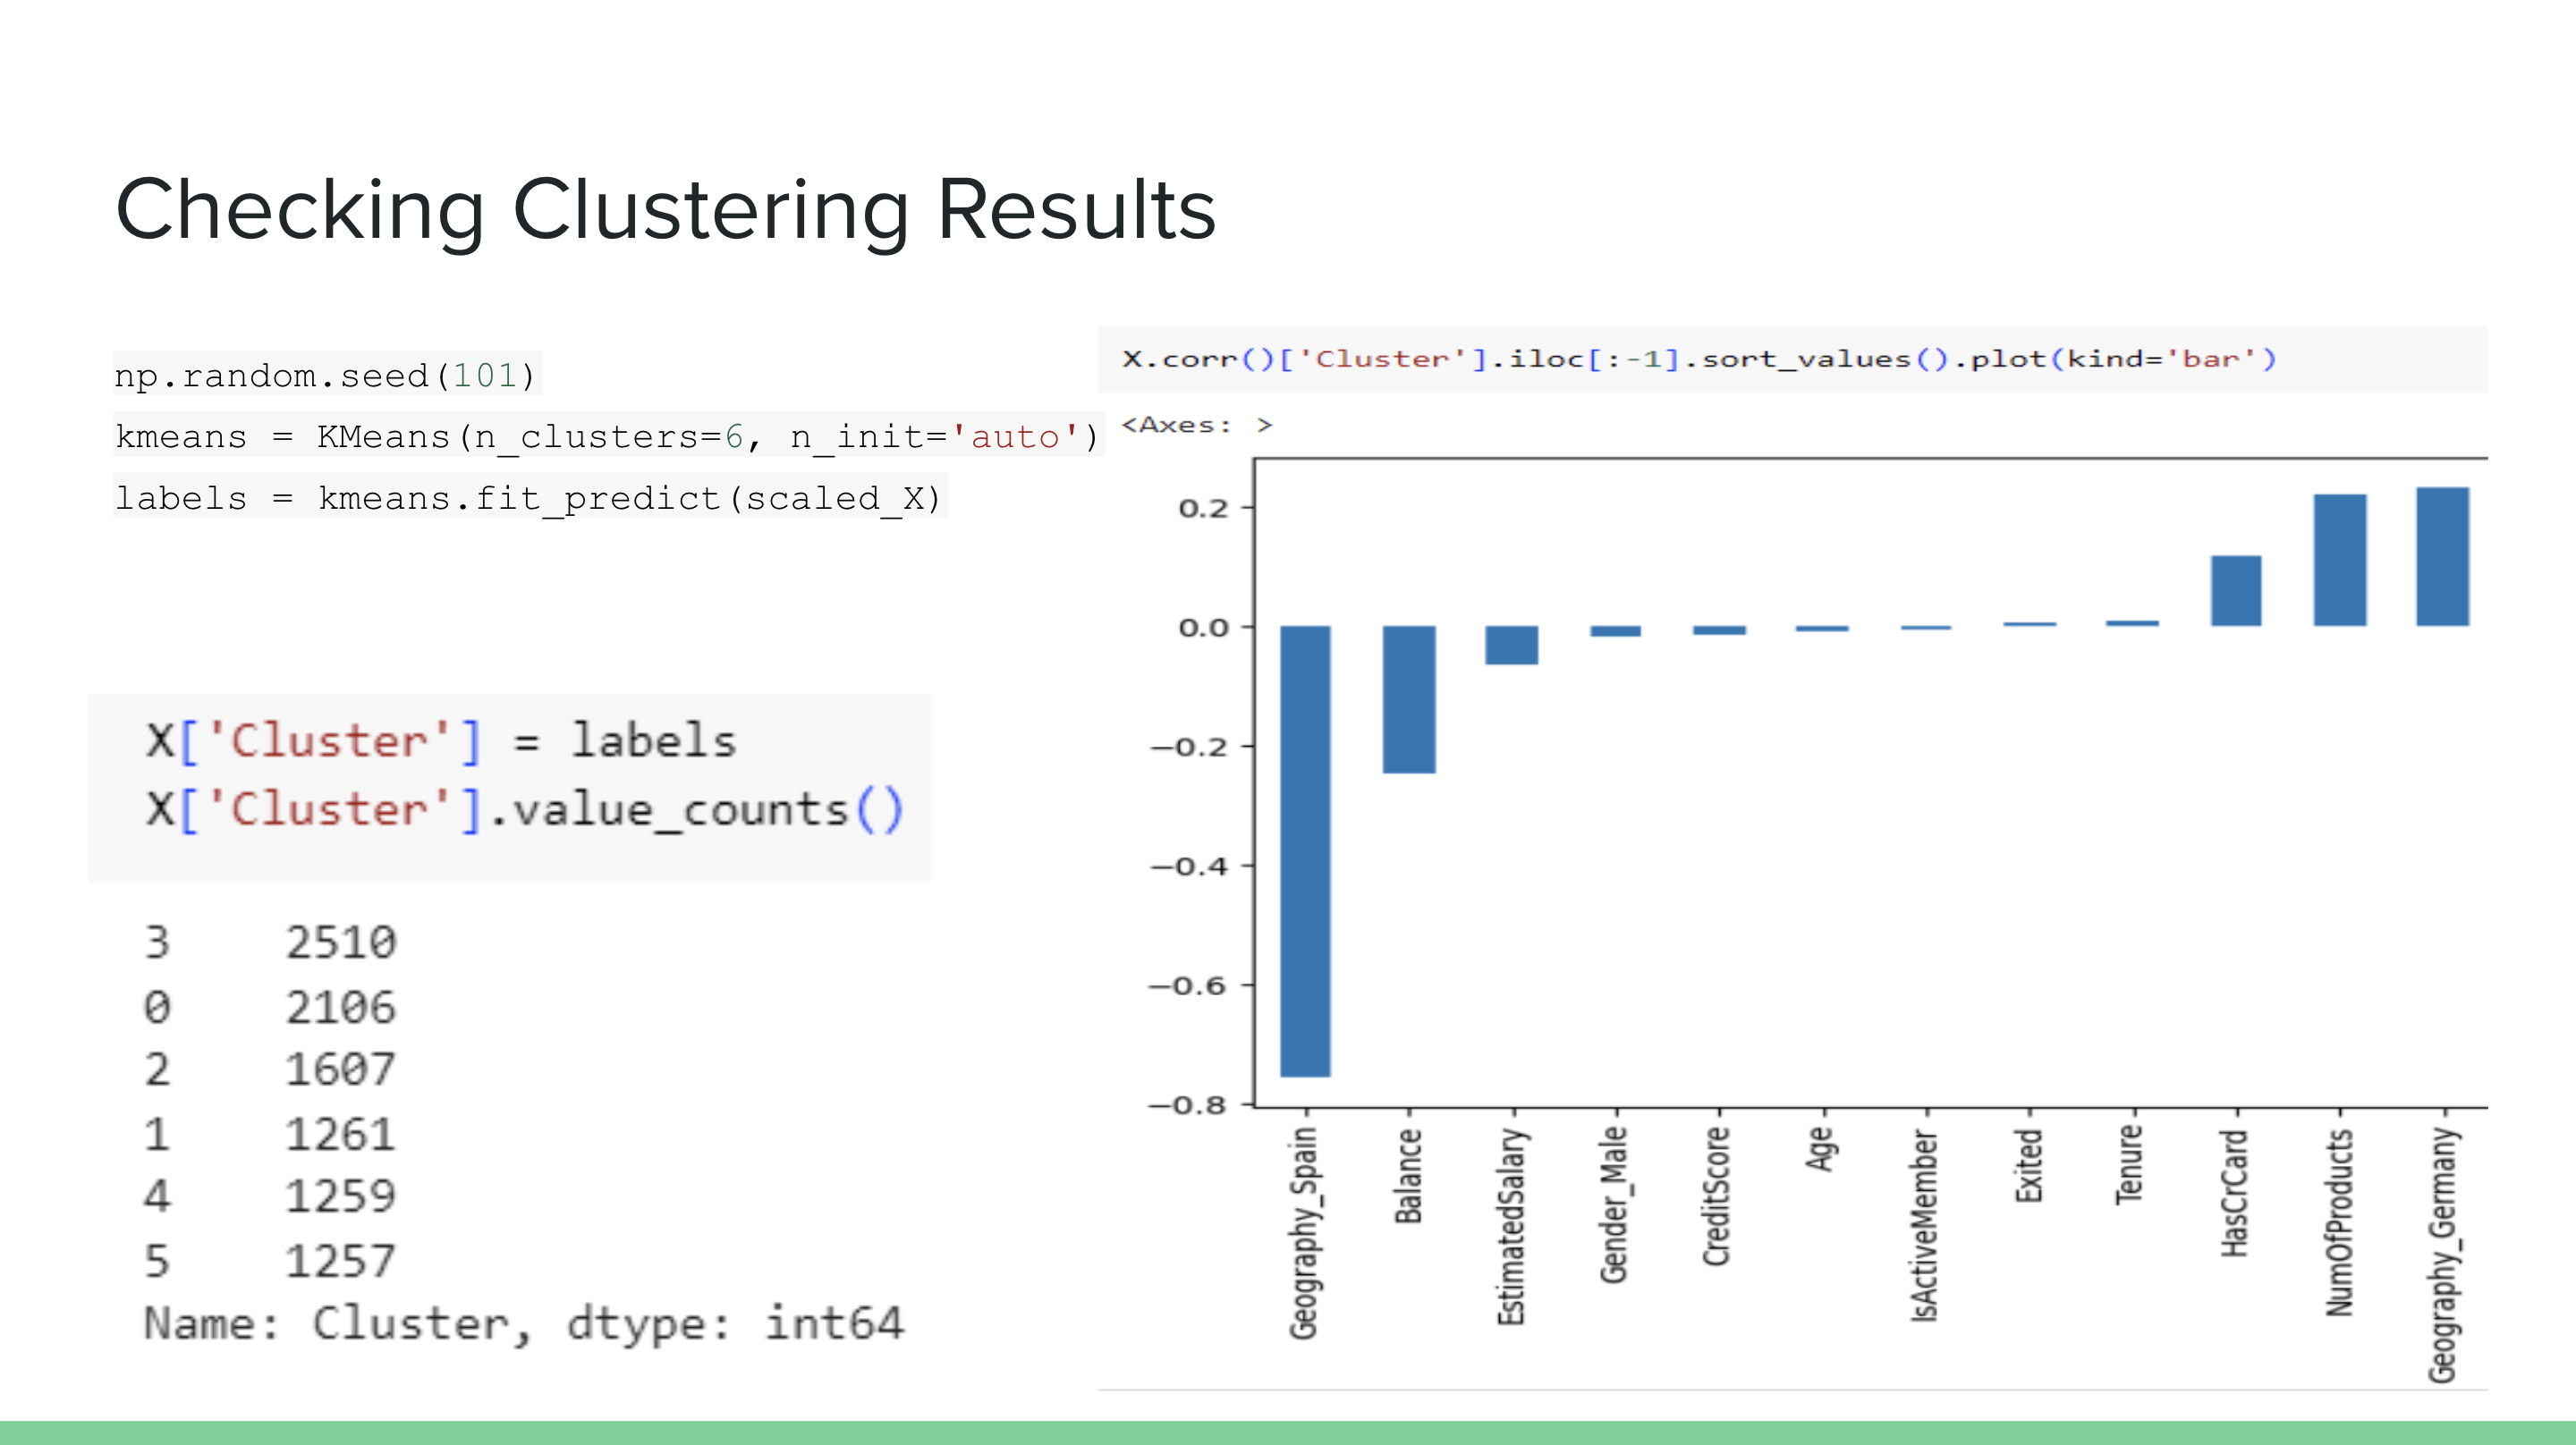 Checking Clustering Results
np.random.seed(101)
kmeans = KMeans(n_clusters=6, n_init='auto')
labels = kmeans.fit_predict(scaled_X)
X['Cluster'] = labels
X['Cluster'].value_counts()
3 2510
0 2106
2 1607
1 1261
4 1259
5 1257
Name: Cluster, dtype: int64
X.corr()['Cluster'].iloc[:-1].sort_values().plot(kind='bar')
<Axes: >
0.2
0.0
−0.2
−0.4
−0.6
−0.8
Geography_Spain
Balance
EstimatedSalary
Gender_Male
CreditScore
Age
IsActiveMember
Exited
Tenure
HasCrCard
NumOfProducts
Geography_Germany